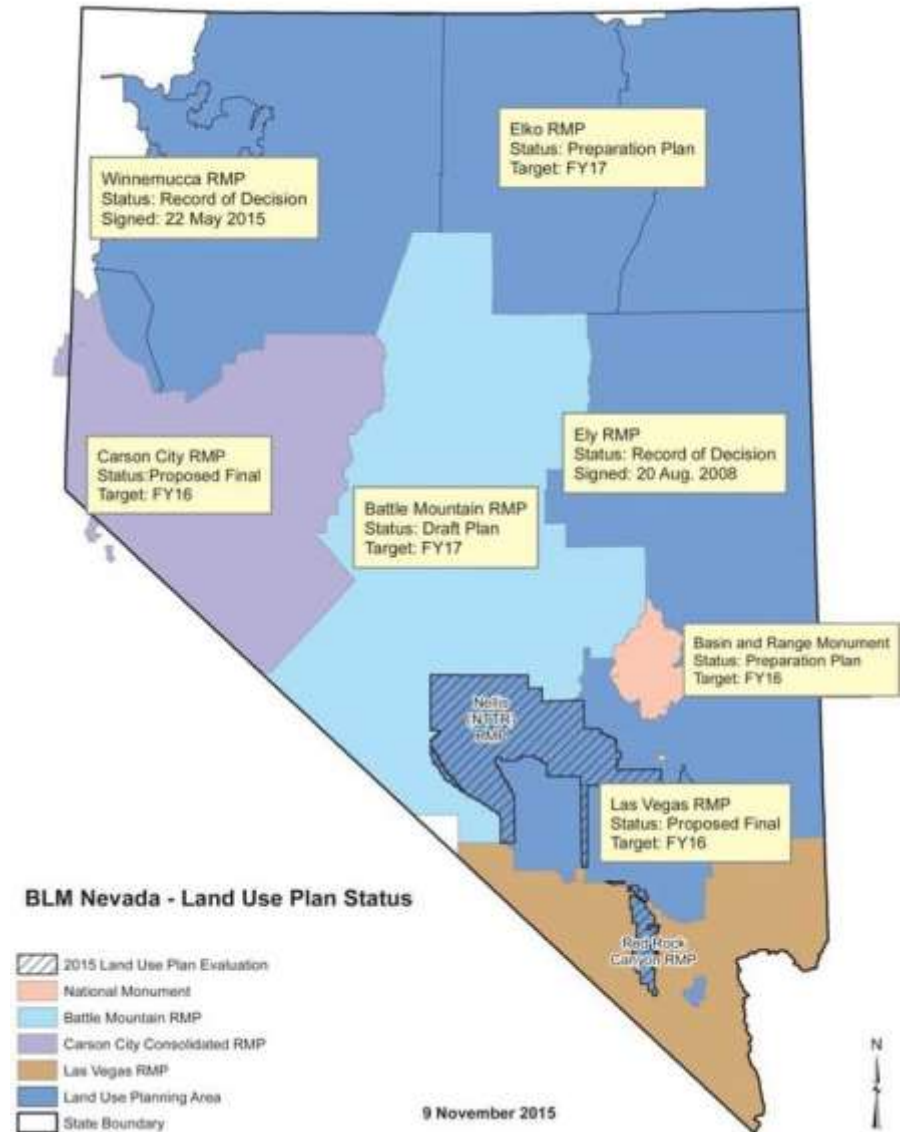 Elko RMP
Status: Preparation Plan
Target: FY17
Winnemucca RMP
Status: Record of Decision
Signed: 22 May 2015
Ely RMP
Status: Record of Decision
Signed: 20 Aug. 2008
Carson City RMP
Status:Proposed Final
Target: FY16
Battle Mountain RMP
Status: Draft Plan
Target: FY17
Basin and Range Monument
Status: Preparation Plan
Target: FY16
Nellis
(NTTR)
RMP
Las Vegas RMP
Status: Proposed Final
Target: FY16
Red Rock
Canyon RMP
BLM Nevada - Land Use Plan Status
2015 Land Use Plan Evaluation
National Monument
Battle Mountain RMP
Carson City Consolidated RMP
Las Vegas RMP
Land Use Planning Area
State Boundary
9 November 2015
N